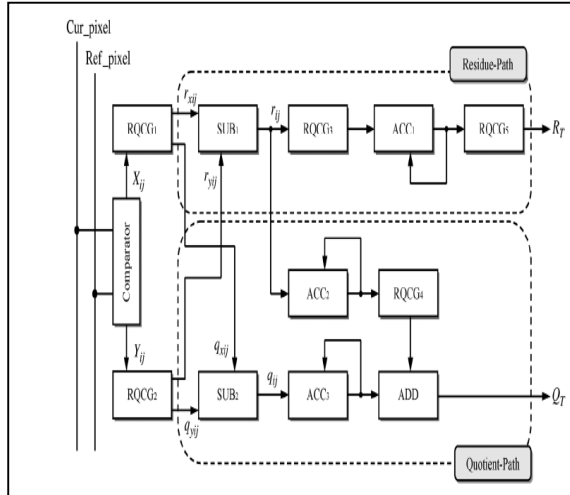 Cur_pixel
Ref_pixel
Residue-Path
r_xij
r_ij
RQCG1
SUB1
RQCG3
ACC1
RQCG5
R_T
X_ij
r_yij
Comparator
ACC2
RQCG4
Y_ij
q_xij
q_ij
RQCG2
SUB2
ACC3
ADD
Q_T
q_yij
Quotient-Path